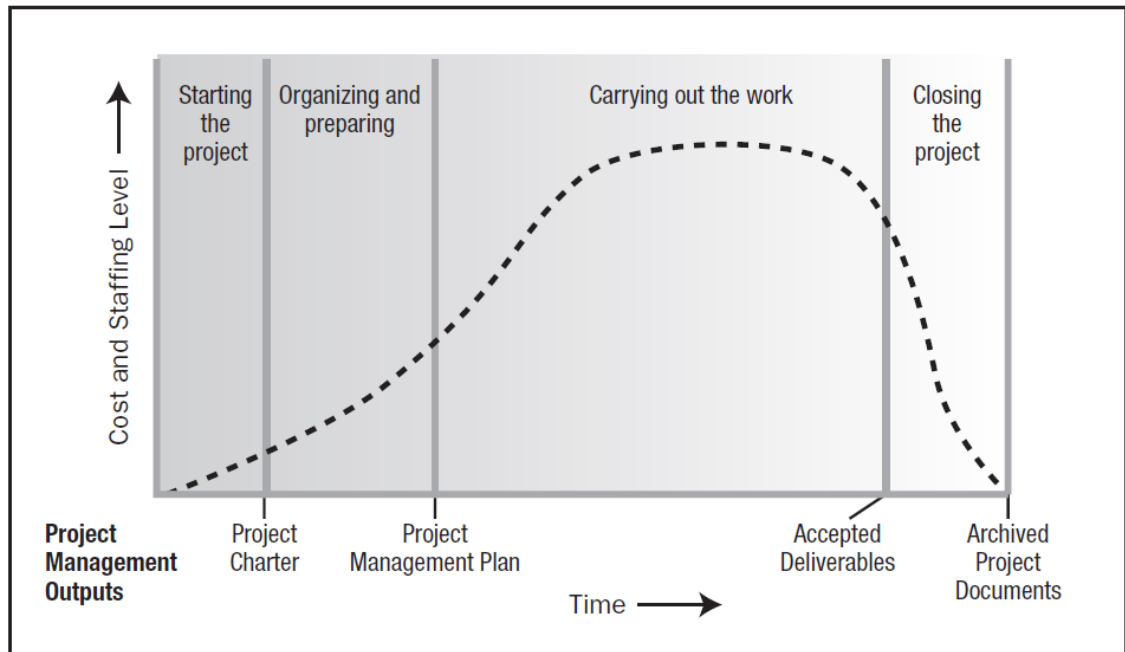 Starting
the
project
Organizing and
preparing
Carrying out the work
Closing
the
project
Cost and Staffing Level
Project
Management
Outputs
Project
Charter
Project
Management Plan
Accepted
Deliverables
Archived
Project
Documents
Time